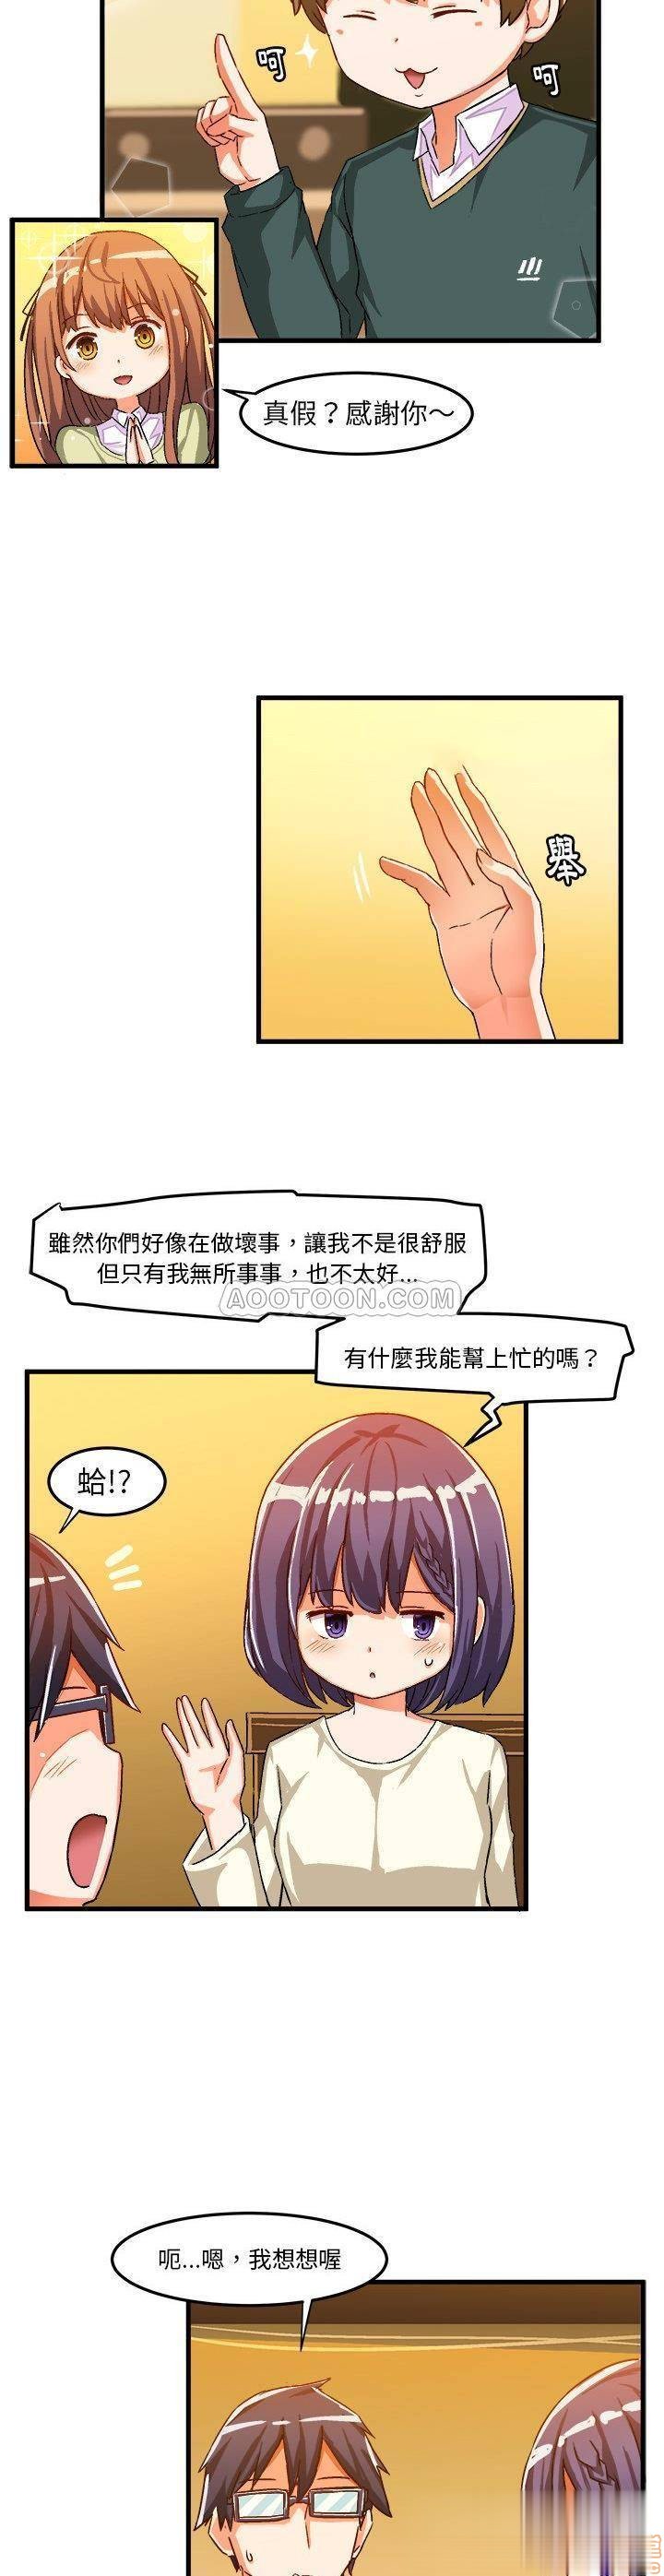 呵
呵
真假？感謝你～
舉
雖然你們好像在做壞事，讓我不是很舒服
但只有我無所事事，也不太好...
AOOTOON.COM
有什麼我能幫上忙的嗎？
蛤!?
呃...嗯，我想想喔